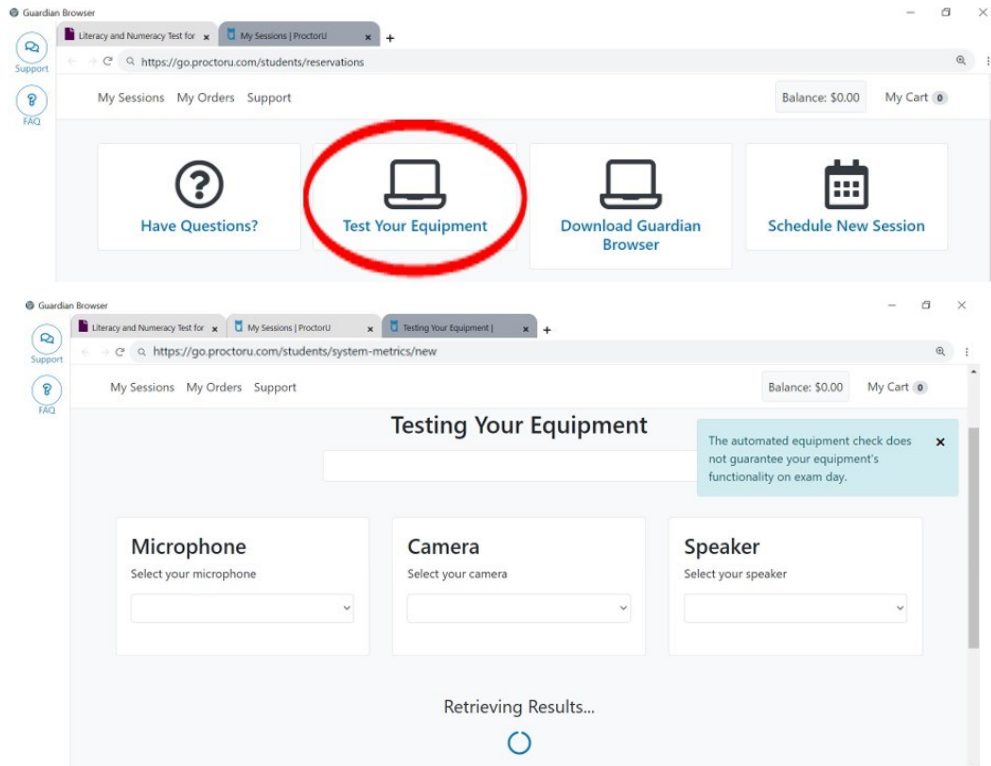 Guardian Browser
Literacy and Numeracy Test for x My Sessions | ProctorU x +
Support
https://go.proctoru.com/students/reservations
FAQ
My Sessions My Orders Support Balance: $0.00 My Cart 0
Have Questions?
Test Your Equipment
Download Guardian
Browser
Schedule New Session
Guardian Browser
Literacy and Numeracy Test for x My Sessions | ProctorU x Testing Your Equipment | x +
Support
https://go.proctoru.com/students/system-metrics/new
FAQ
My Sessions My Orders Support Balance: $0.00 My Cart 0
Testing Your Equipment
The automated equipment check does
not guarantee your equipment's
functionality on exam day.
Microphone
Select your microphone
Camera
Select your camera
Speaker
Select your speaker
Retrieving Results...